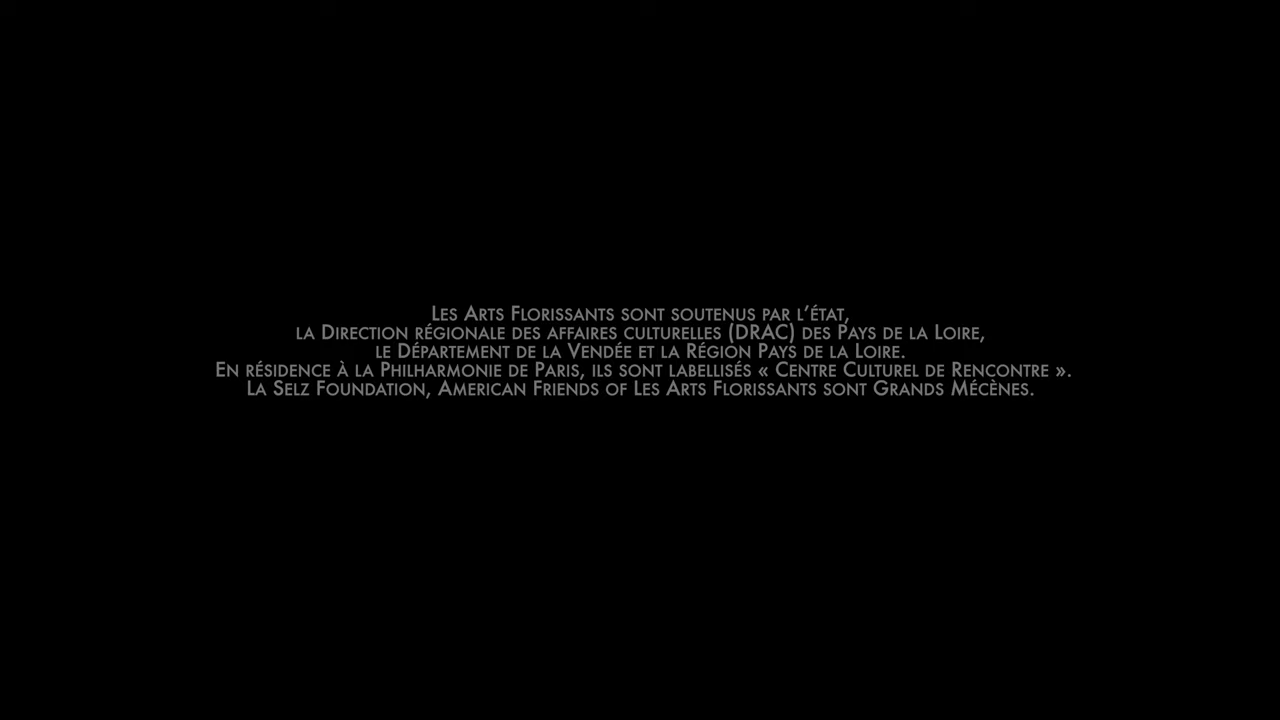 Les Arts Florissants sont soutenus par l’état,
la Direction régionale des affaires culturelles (DRAC) des Pays de la Loire,
le Département de la Vendée et la Région Pays de la Loire.
En résidence à la Philharmonie de Paris, ils sont labellisés « Centre Culturel de Rencontre ».
La Selz Foundation, American Friends of Les Arts Florissants sont Grands Mécènes.